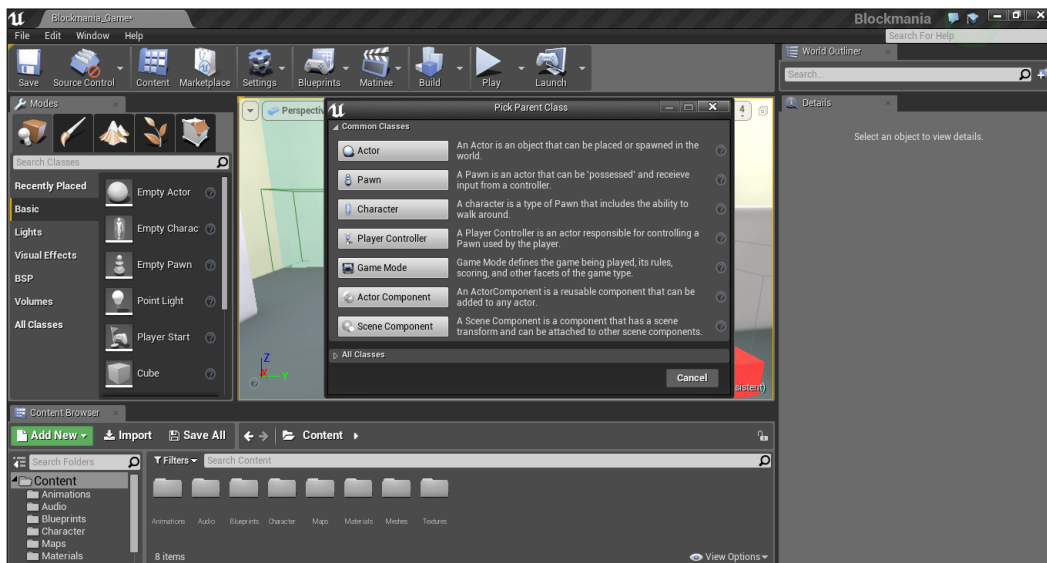 Blockmania_Game*
Blockmania
File Edit Window Help
Search For Help
Save Source Control Content Marketplace Settings Blueprints Matinee Build Play Launch
World Outliner
Search...
Modes
Search Classes
Recently Placed
Basic
Lights
Visual Effects
BSP
Volumes
All Classes
Empty Actor
Empty Charac
Empty Pawn
Point Light
Player Start
Cube
Perspectiv
4
Z
X
Y
sistent)
Pick Parent Class
Common Classes
Actor An Actor is an object that can be placed or spawned in the
world.
Pawn A Pawn is an actor that can be 'possessed' and receieve
input from a controller.
Character A character is a type of Pawn that includes the ability to
walk around.
Player Controller A Player Controller is an actor responsible for controlling a
Pawn used by the player.
Game Mode Game Mode defines the game being played, its rules,
scoring, and other facets of the game type.
Actor Component An ActorComponent is a reusable component that can be
added to any actor.
Scene Component A Scene Component is a component that has a scene
transform and can be attached to other scene components.
All Classes
Cancel
Details
Select an object to view details.
Content Browser
Add New Import Save All Content
Search Folders
Filters Search Content
Content
Animations
Audio
Blueprints
Character
Maps
Materials
Animations Audio Blueprints Character Maps Materials Meshes Textures
8 items
View Options